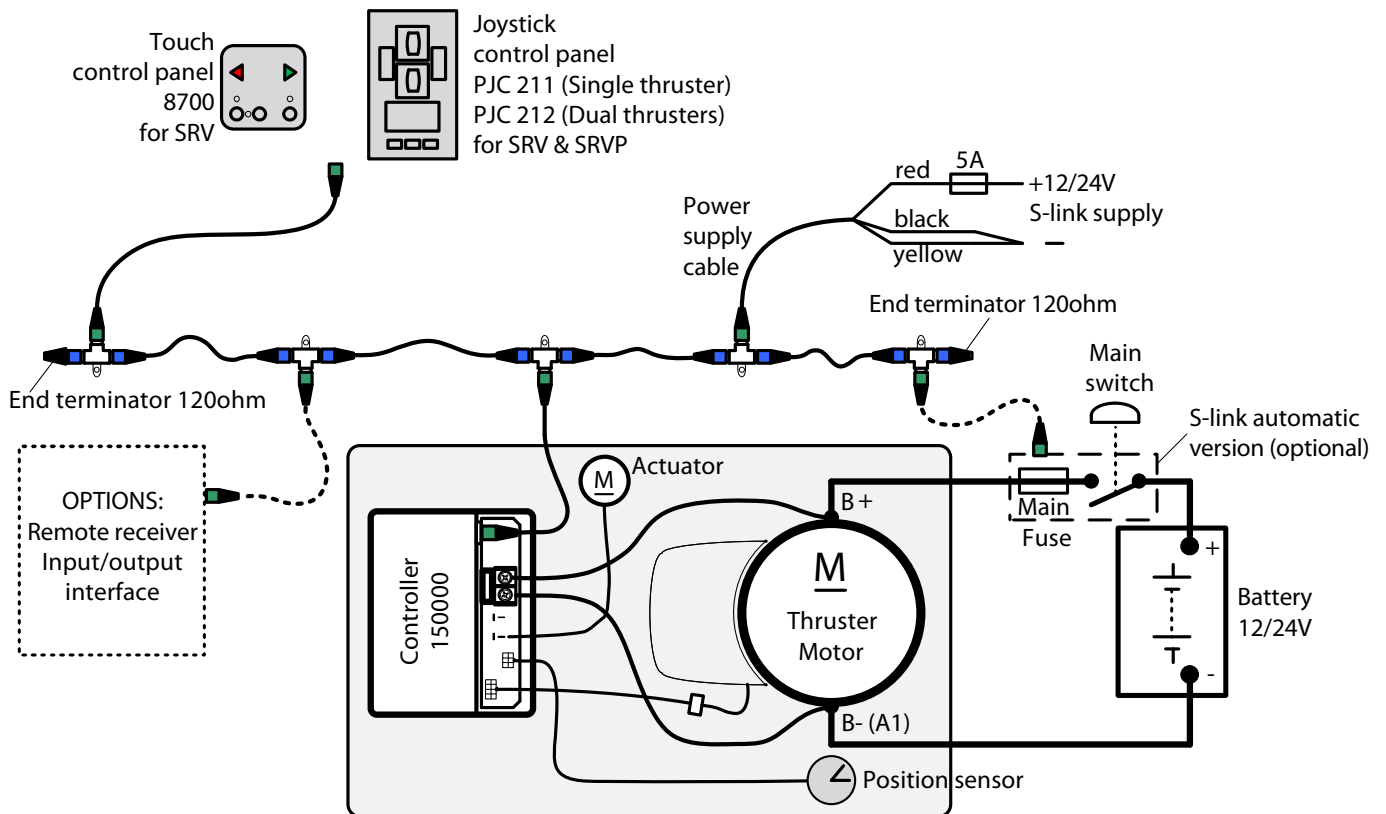 Touch
control panel
8700
for SRV
Joystick
control panel
PJC 211 (Single thruster)
PJC 212 (Dual thrusters)
for SRV & SRVP
red
5A
+12/24V
S-link supply
black
yellow
Power
supply
cable
End terminator 120ohm
End terminator 120ohm
Main
switch
S-link automatic
version (optional)
OPTIONS:
Remote receiver
Input/output
interface
Controller
150000
M
Actuator
B+
M
Thruster
Motor
B- (A1)
Position sensor
Main
Fuse
+
-
Battery
12/24V